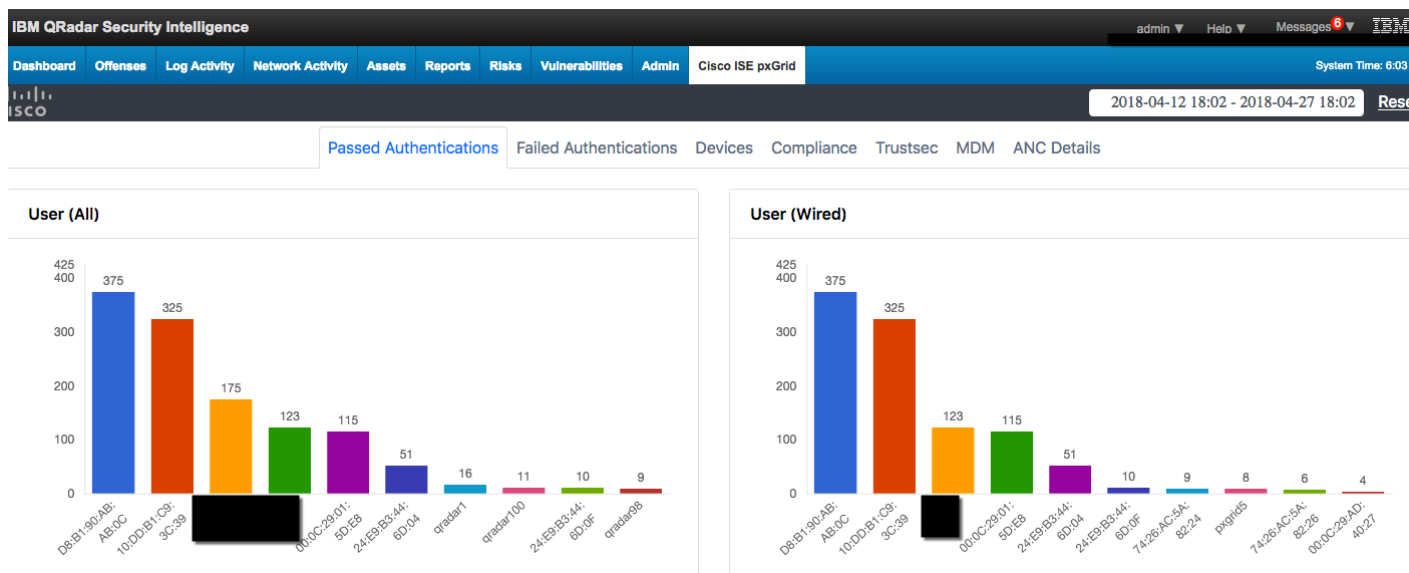 IBM QRadar Security Intelligence
admin ▼ Help ▼ Messages 6 ▼ IBM
Dashboard Offenses Log Activity Network Activity Assets Reports Risks Vulnerabilities Admin Cisco ISE pxGrid System Time: 6:03
2018-04-12 18:02 - 2018-04-27 18:02
Passed Authentications Failed Authentications Devices Compliance Trustsec MDM ANC Details
User (All)
425
400
300
200
100
0
375
325
175
123
115
51
16
11
10
9
D8:B1:90:AB:
AB:0C
10:DD:B1:C9:
3C:39
00:0C:29:01:
5D:E8
24:E9:B3:44:
6D:04
qradar1
qradar100
24:E9:B3:44:
6D:0F
qradar98
User (Wired)
425
400
300
200
100
0
375
325
123
115
51
10
9
8
6
4
D8:B1:90:AB:
AB:0C
10:DD:B1:C9:
3C:39
00:0C:29:01:
5D:E8
24:E9:B3:44:
6D:04
24:E9:B3:44:
6D:0F
74:26:AC:5A:
82:24
pxgrid5
74:26:AC:5A:
82:26
00:0C:29:AD:
40:27